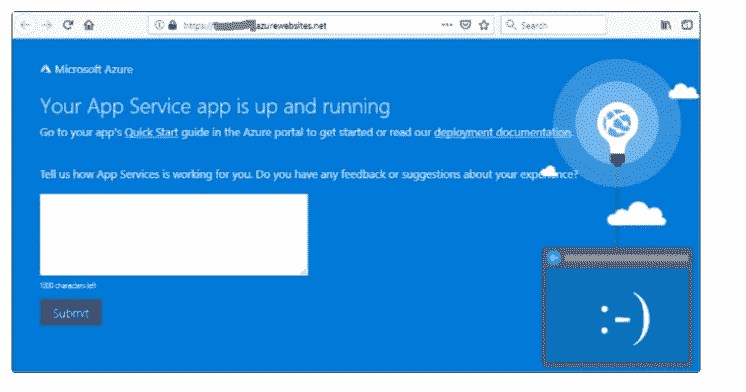 https://
azurewebsites.net
Search
Microsoft Azure
Your App Service app is up and running
Go to your app's Quick Start guide in the Azure portal to get started or read our deployment documentation.
Tell us how App Services is working for you. Do you have any feedback or suggestions about your experience?
characters left
Submit
:-)